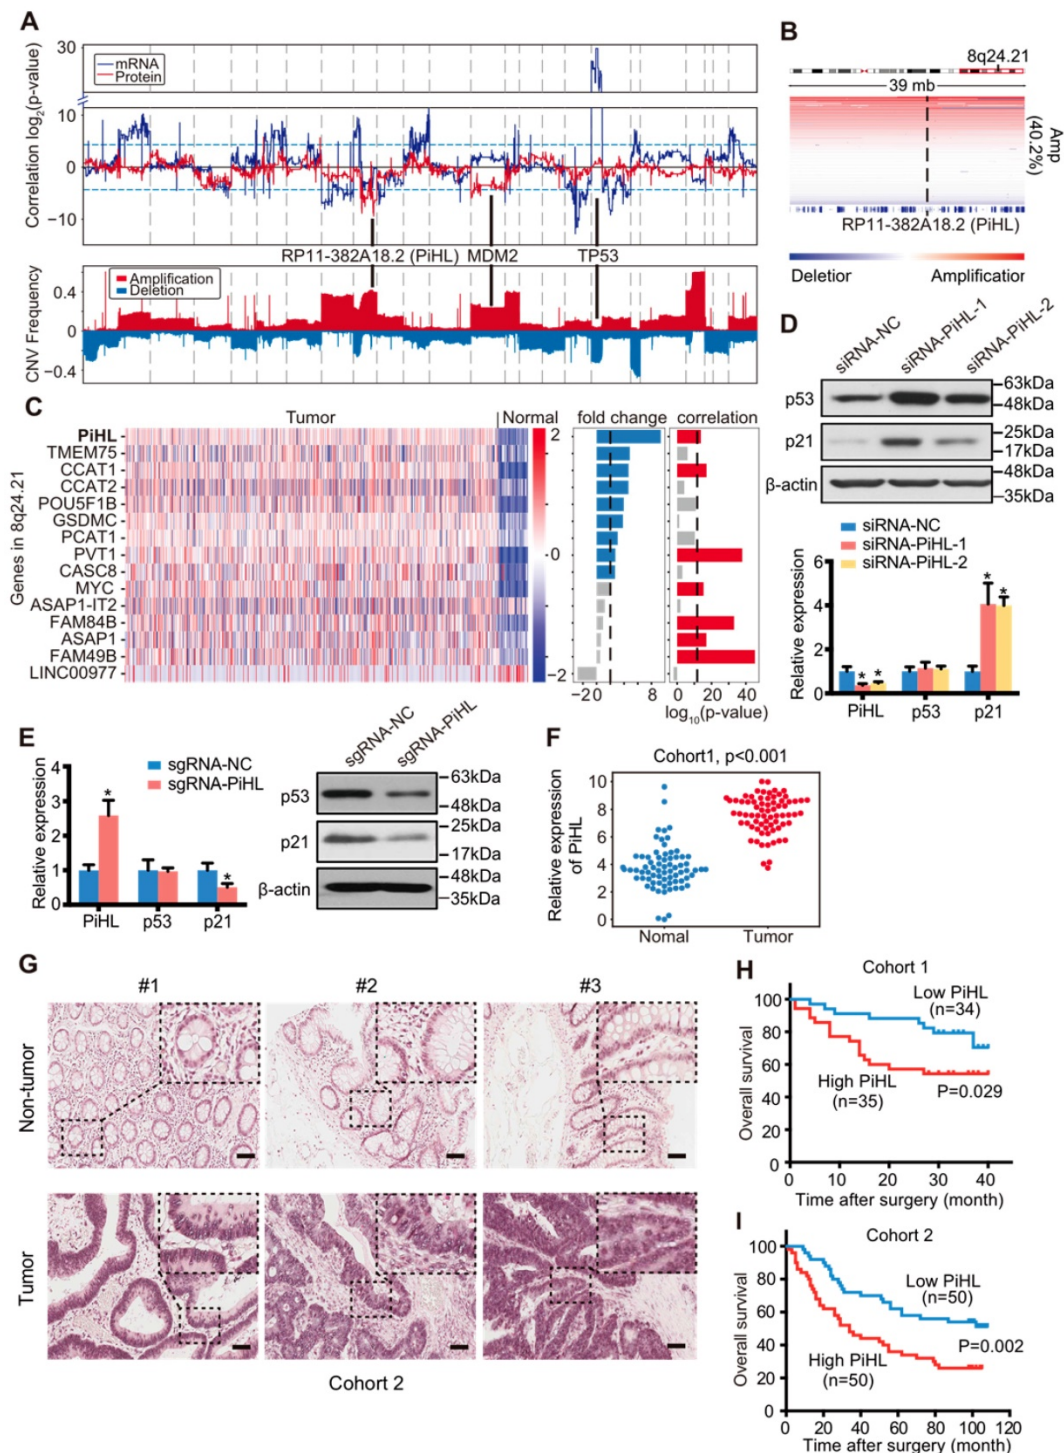 A
30
mRNA
Protein
10
0
−10
Correlation log2(p-value)
RP11-382A18.2 (PiHL) MDM2 TP53
Amplification
Deletion
0.4
0
−0.4
CNV Frequency
B
8q24.21
39 mb
Amp
(40.2%)
RP11-382A18.2 (PiHL)
Deletior
Amplificatior
C
Tumor
Normal
fold change
correlation
Genes in 8q24.21
PiHL
TMEM75
CCAT1
CCAT2
POU5F1B
GSDMC
PCAT1
PVT1
CASC8
MYC
ASAP1-IT2
FAM84B
ASAP1
FAM49B
LINC00977
2
0
−2
−2 0 8
0 20 40
log10(p-value)
D
siRNA-NC
siRNA-PiHL-1
siRNA-PiHL-2
p53
63kDa
48kDa
p21
25kDa
17kDa
β-actin
48kDa
35kDa
siRNA-NC
siRNA-PiHL-1
siRNA-PiHL-2
Relative expression
6
4
2
0
* * * *
PiHL p53 p21
E
sgRNA-NC
sgRNA-PiHL
Relative expression
4
3
2
1
0
* *
PiHL p53 p21
sgRNA-NC
sgRNA-PiHL
p53
63kDa
48kDa
p21
25kDa
17kDa
β-actin
48kDa
35kDa
F
Cohort1, p<0.001
Relative expression
of PiHL
10
8
6
4
2
0
Nomal Tumor
G
#1 #2 #3
Non-tumor
Tumor
Cohort 2
H
Cohort 1
Overall survival
100
80
60
40
20
0
Low PiHL
(n=34)
High PiHL
(n=35)
P=0.029
0 10 20 30 40
Time after surgery (month)
I
Cohort 2
Overall survival
100
80
60
40
20
0
Low PiHL
(n=50)
P=0.002
High PiHL
(n=50)
0 20 40 60 80 100 120
Time after surgery (month)